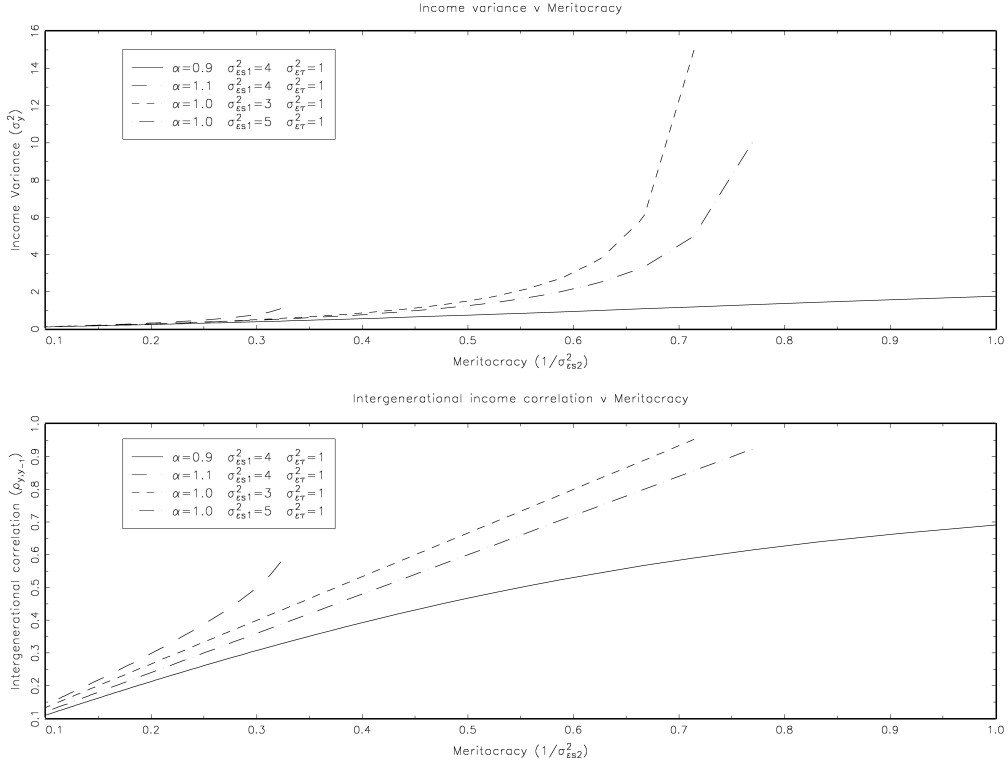 Income variance v Meritocracy
16
14
12
10
8
6
4
2
0
Income Variance (σ²y)
α=0.9 σ²εs1=4 σ²ετ=1
α=1.1 σ²εs1=4 σ²ετ=1
α=1.0 σ²εs1=3 σ²ετ=1
α=1.0 σ²εs1=5 σ²ετ=1
0.1 0.2 0.3 0.4 0.5 0.6 0.7 0.8 0.9 1.0
Meritocracy (1/σ²εs2)
Intergenerational income correlation v Meritocracy
1.0
0.9
0.8
0.7
0.6
0.5
0.4
0.3
0.2
0.1
Intergenerational correlation (ρy,y−1)
α=0.9 σ²εs1=4 σ²ετ=1
α=1.1 σ²εs1=4 σ²ετ=1
α=1.0 σ²εs1=3 σ²ετ=1
α=1.0 σ²εs1=5 σ²ετ=1
0.1 0.2 0.3 0.4 0.5 0.6 0.7 0.8 0.9 1.0
Meritocracy (1/σ²εs2)